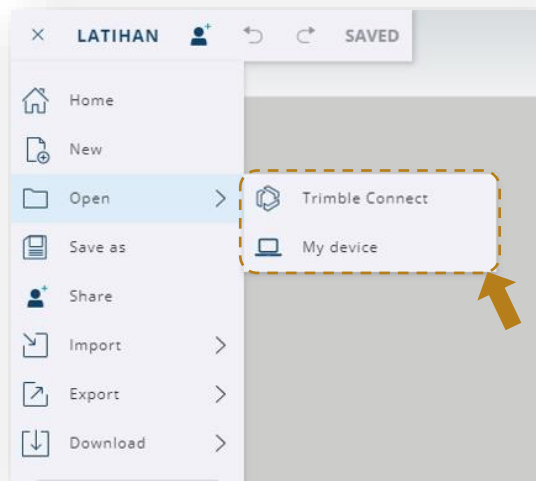 LATIHAN SAVED
Home
New
Open
Trimble Connect
Save as
My device
Share
Import
Export
Download